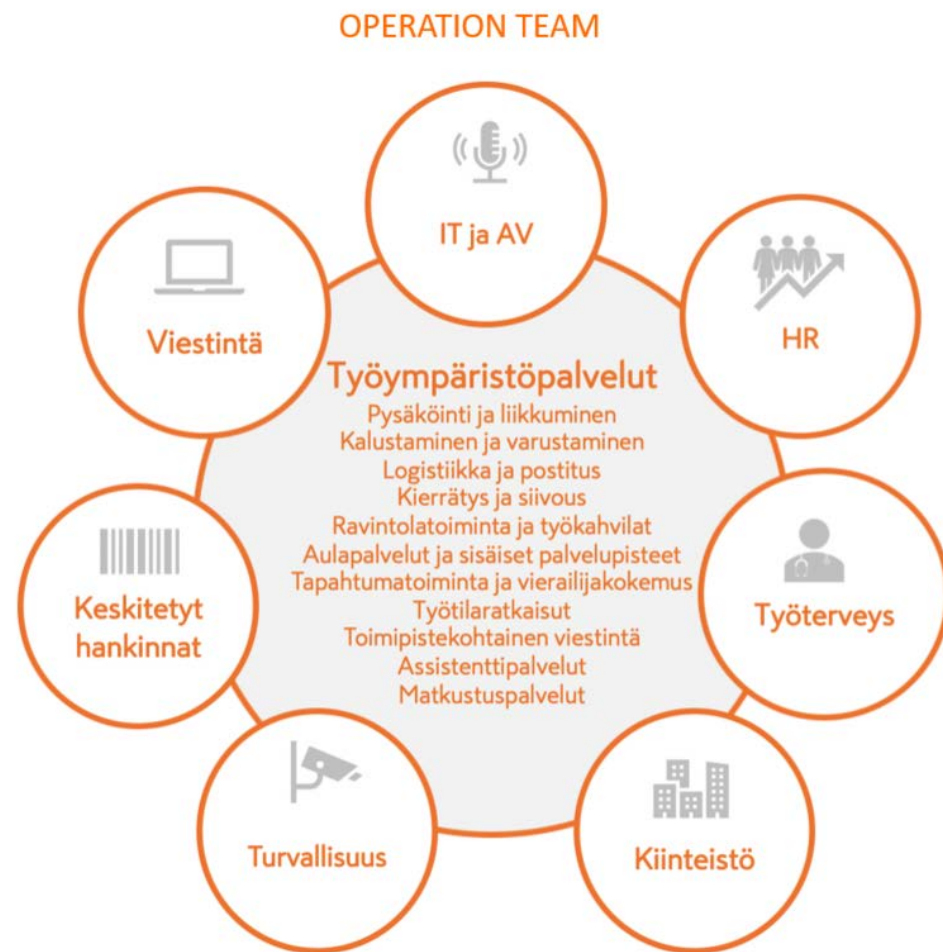 OPERATION TEAM
IT ja AV
Viestintä
HR
Työympäristöpalvelut
Pysäköinti ja liikkuminen
Kalustaminen ja varustaminen
Logistiikka ja postitus
Kierrätys ja siivous
Ravintolatoiminta ja työkahvilat
Aulapalvelut ja sisäiset palvelupisteet
Tapahtumatoiminta ja vierailijakokemus
Työtilaratkaisut
Toimipistekohtainen viestintä
Assistenttipalvelut
Matkustuspalvelut
Keskitetyt
hankinnat
Työterveys
Turvallisuus
Kiinteistö